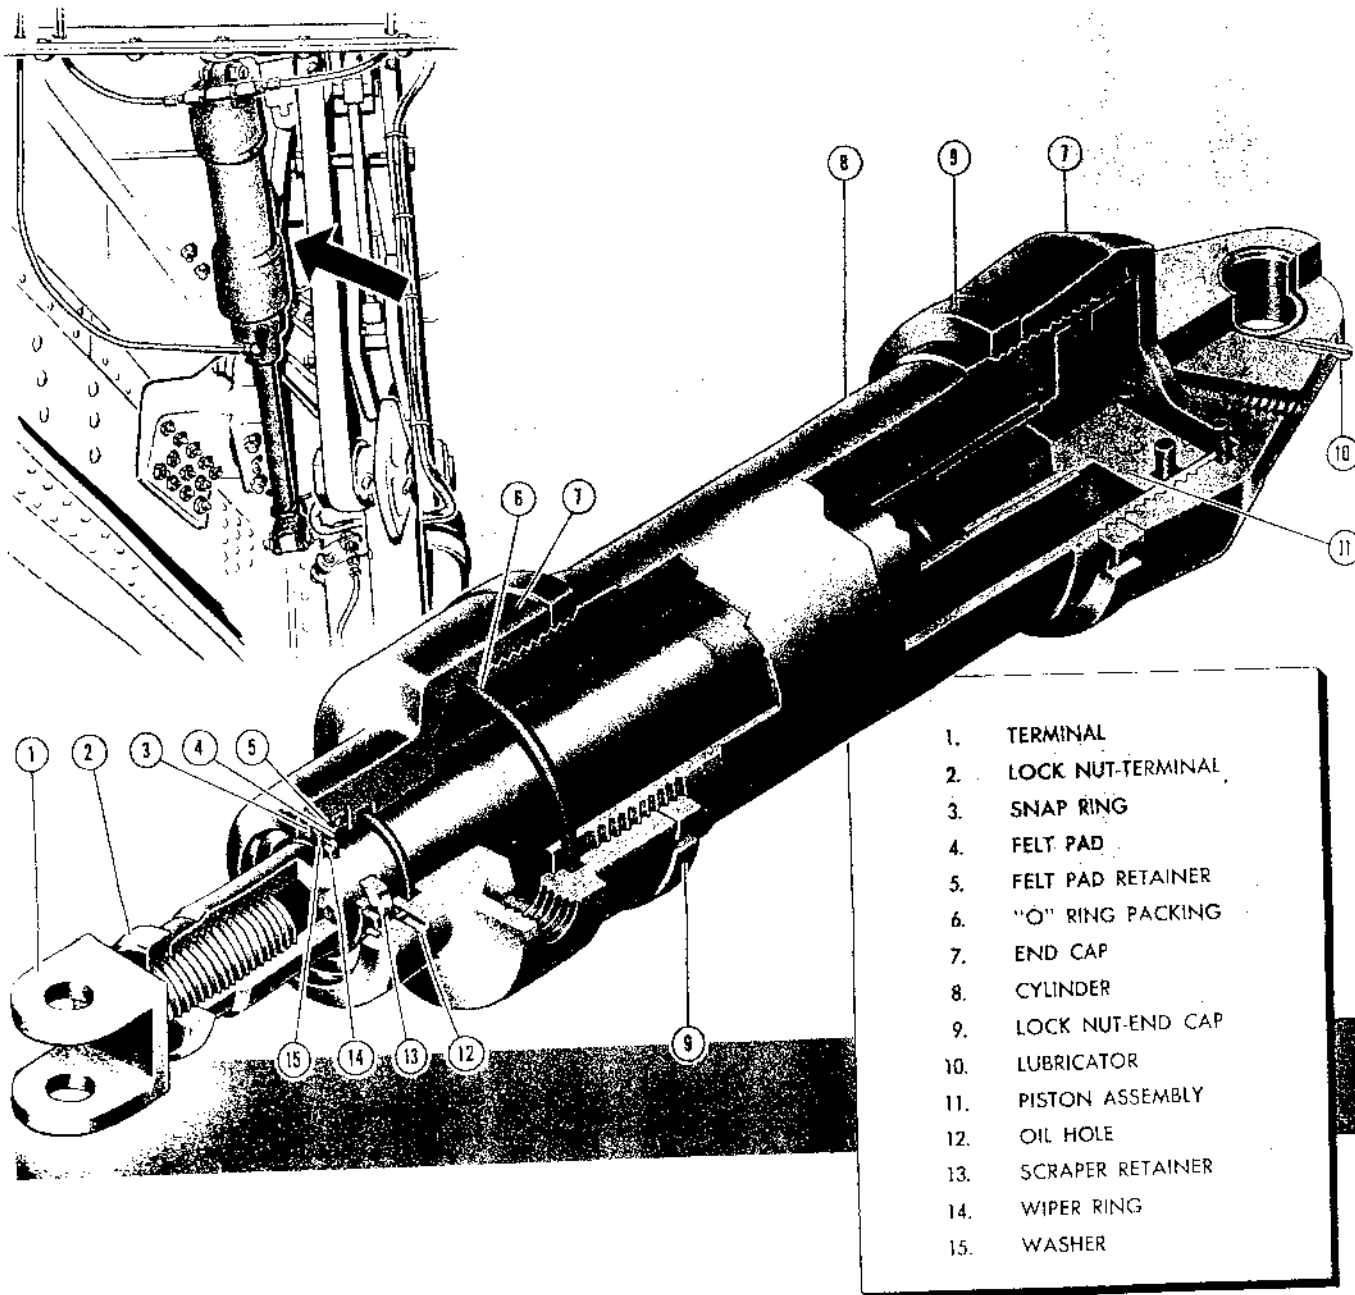 8
9
7
10
11
6
7
1
2
3
4
5
15
14
13
12
9
1. TERMINAL
2. LOCK NUT-TERMINAL
3. SNAP RING
4. FELT PAD
5. FELT PAD RETAINER
6. "O" RING PACKING
7. END CAP
8. CYLINDER
9. LOCK NUT-END CAP
10. LUBRICATOR
11. PISTON ASSEMBLY
12. OIL HOLE
13. SCRAPER RETAINER
14. WIPER RING
15. WASHER